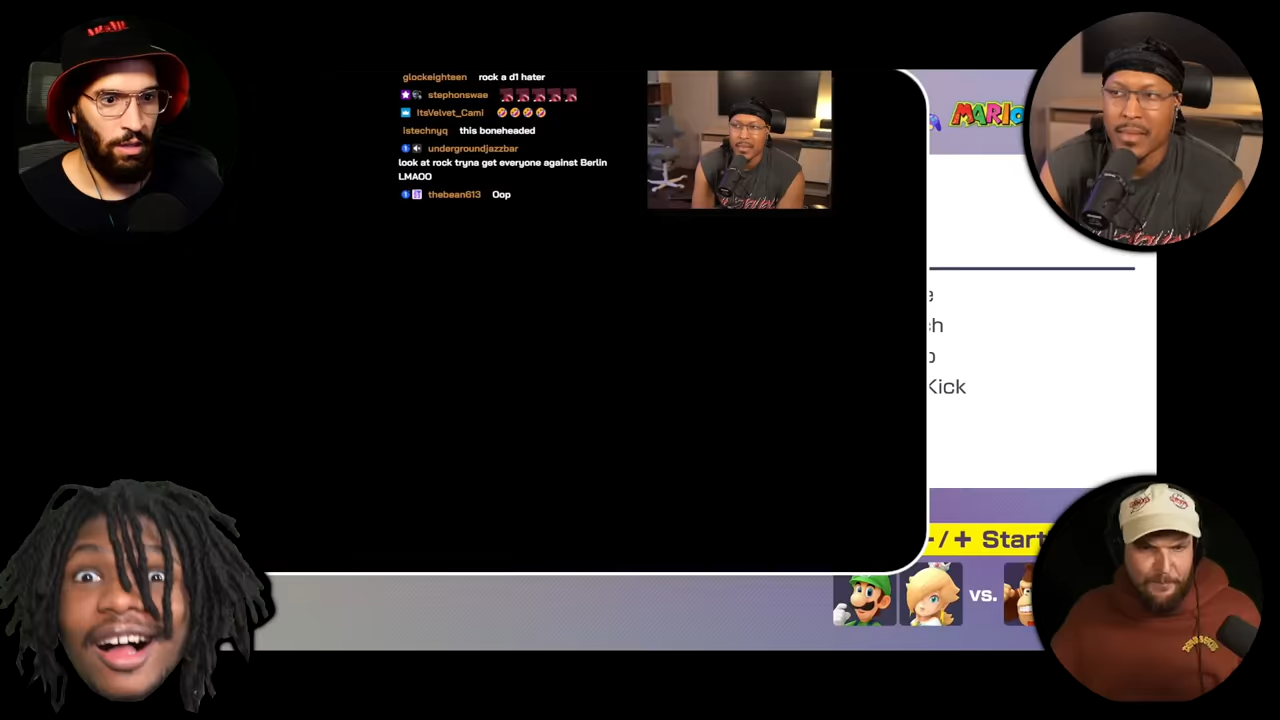 glockeighteen rock a d1 hater
stephonswae
ItsVelvet_Cami
istechnyq this boneheaded
undergroundjazzbar
look at rock tryna get everyone against Berlin
LMAOO
thebean613 Oop
MARIO
Kick
-/+ Start
vs.